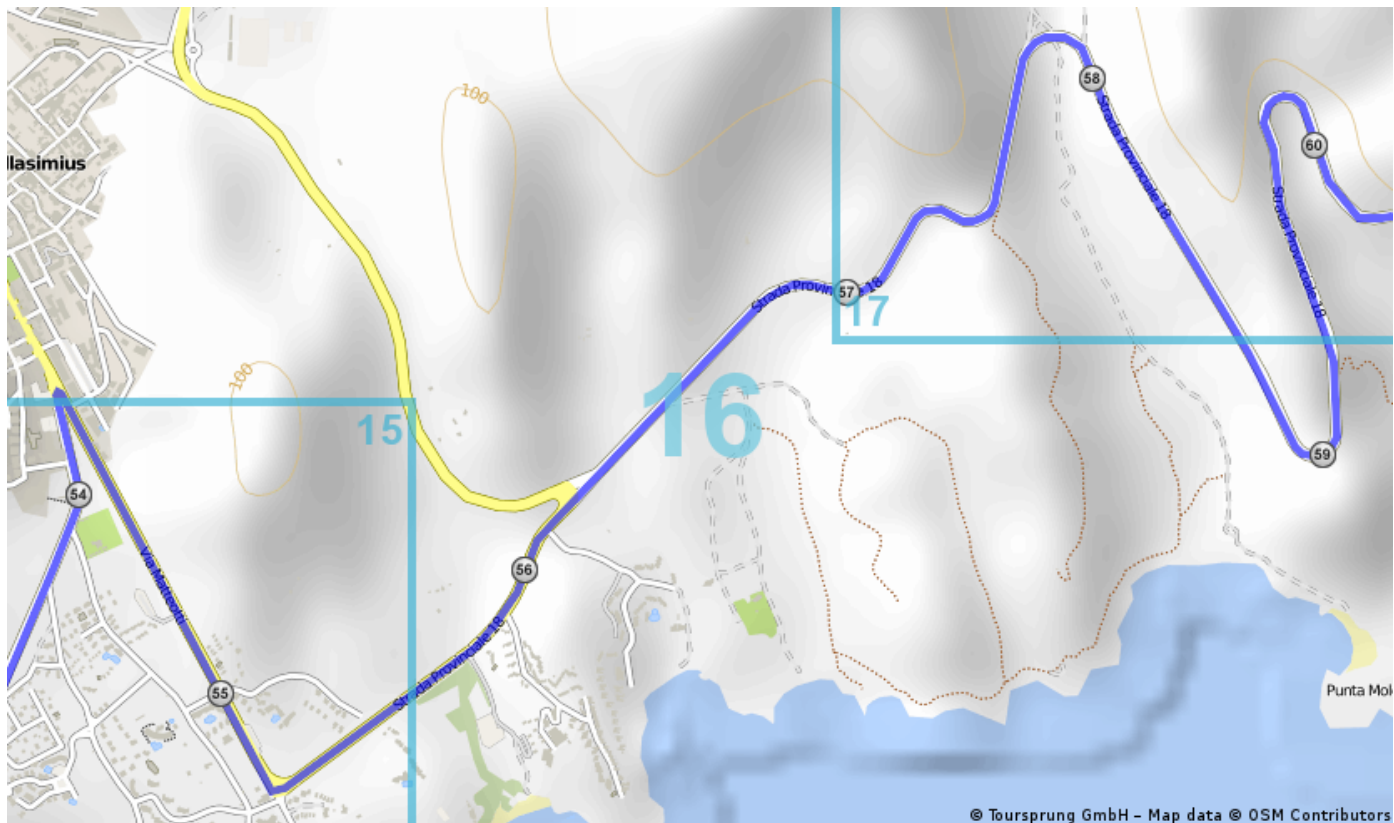 100
58
60
llasimius
Strada Provinciale 18
Strada Provinciale 18
57
Strada Provinciale 18
17
100
16
15
59
54
Via Matteotti
56
Strada Provinciale 18
55
Punta Mol
© Toursprung GmbH – Map data © OSM Contributors